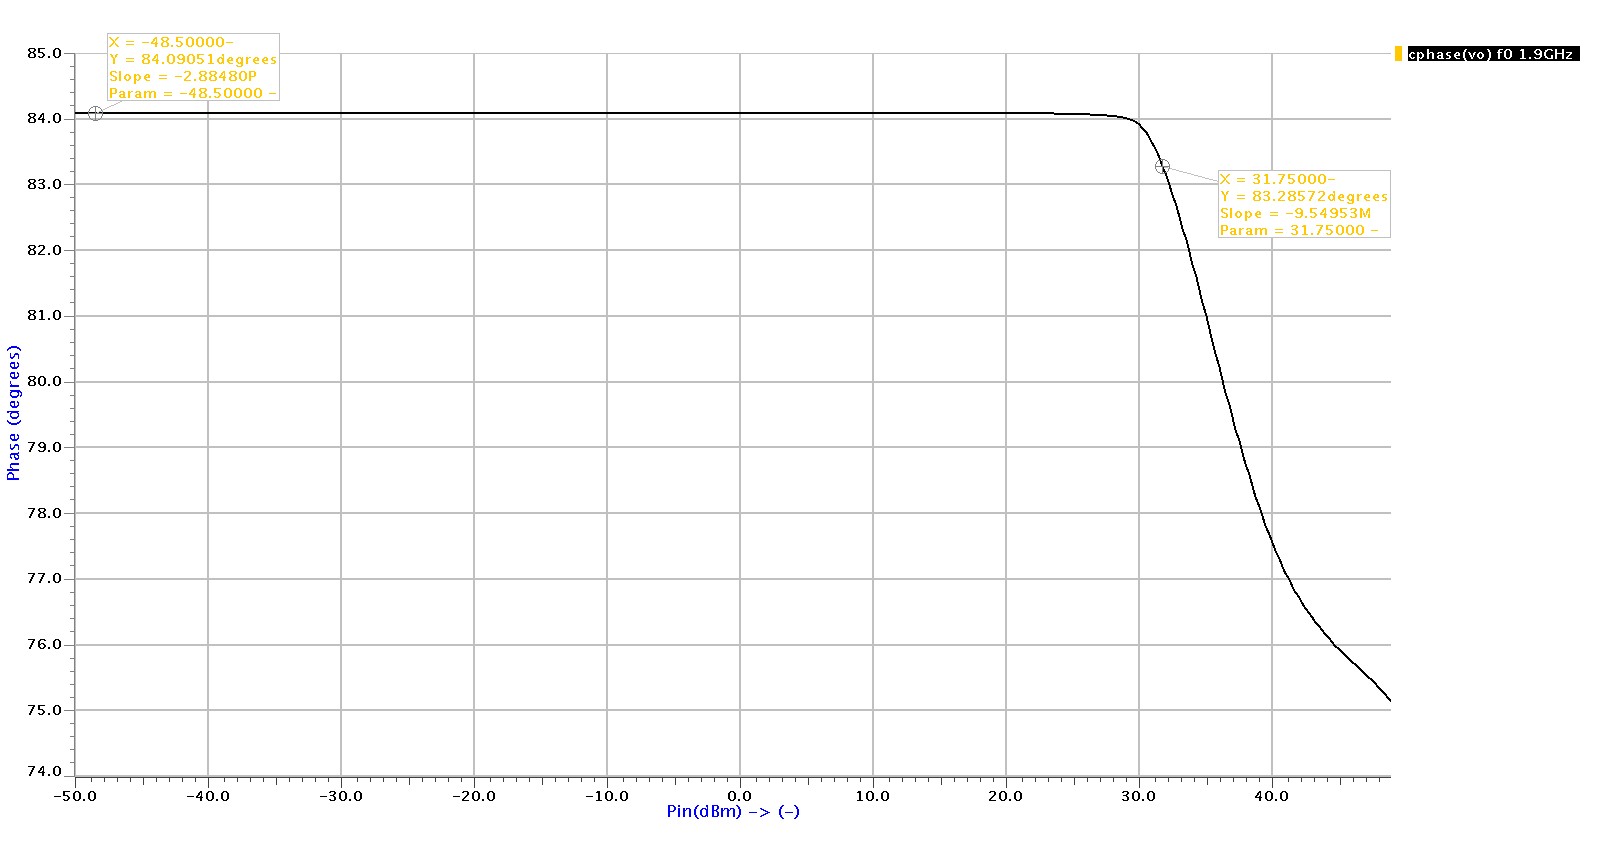 X = -48.50000-
Y = 84.09051degrees
Slope = -2.88480P
Param = -48.50000 -
cphase(vo) f0 1.9GHz
X = 31.75000-
Y = 83.28572degrees
Slope = -9.54953M
Param = 31.75000 -
85.0
84.0
83.0
82.0
81.0
80.0
79.0
78.0
77.0
76.0
75.0
74.0
Phase (degrees)
-50.0 -40.0 -30.0 -20.0 -10.0 0.0 10.0 20.0 30.0 40.0
Pin(dBm) -> (-)